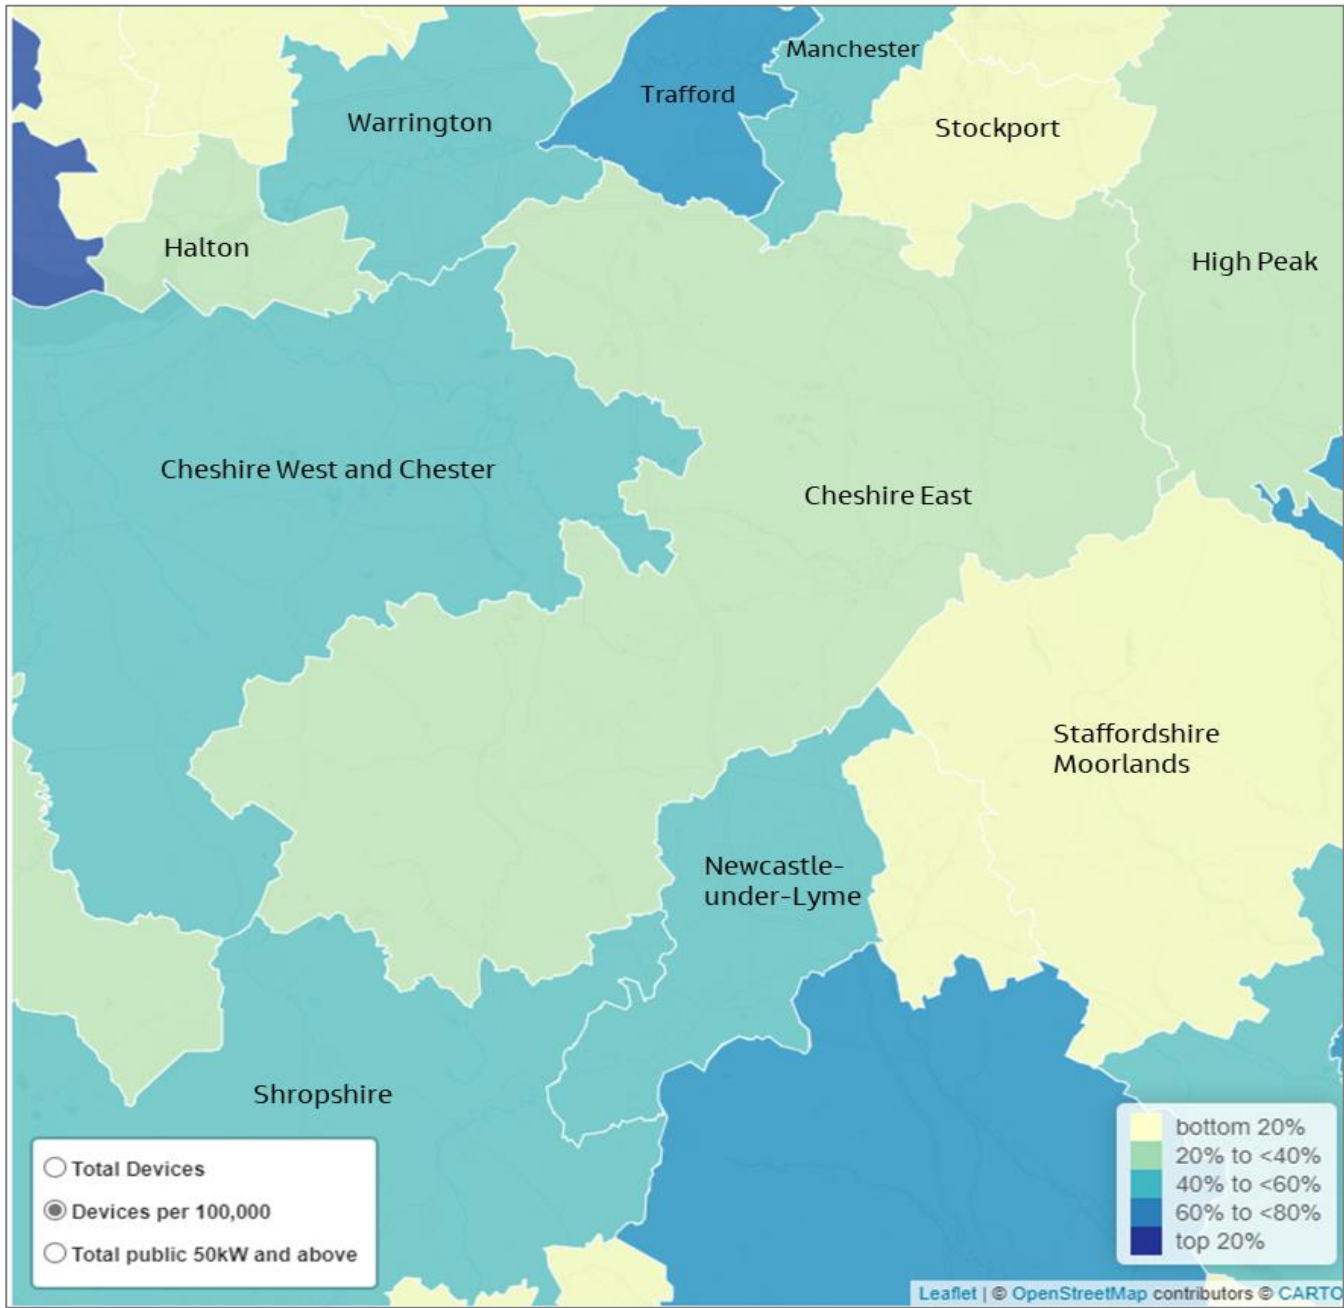 Manchester
Trafford
Warrington
Stockport
Halton
High Peak
Cheshire West and Chester
Cheshire East
Staffordshire
Moorlands
Newcastle-
under-Lyme
Shropshire
Total Devices
Devices per 100,000
Total public 50kW and above
bottom 20%
20% to <40%
40% to <60%
60% to <80%
top 20%
Leaflet | © OpenStreetMap contributors © CARTO